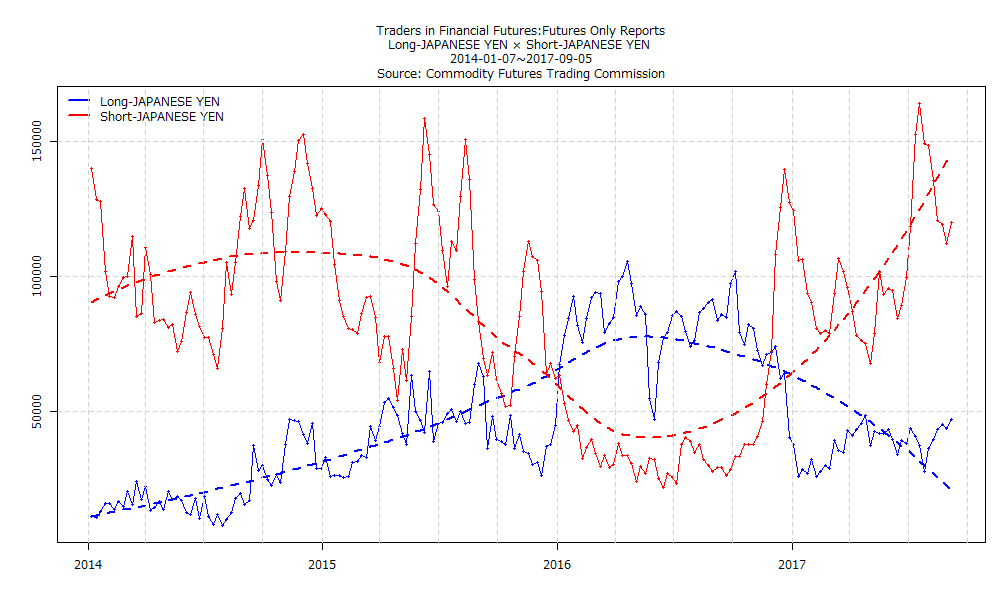 Traders in Financial Futures:Futures Only Reports
Long-JAPANESE YEN × Short-JAPANESE YEN
2014-01-07~2017-09-05
Source: Commodity Futures Trading Commission
Long-JAPANESE YEN
Short-JAPANESE YEN
150000
100000
50000
2014 2015 2016 2017